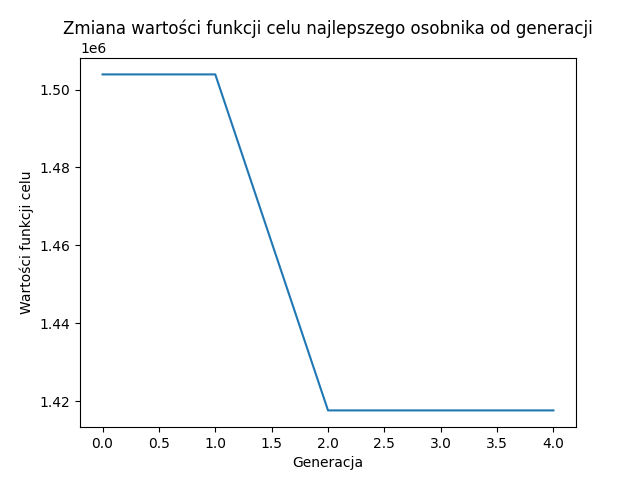 Zmiana wartości funkcji celu najlepszego osobnika od generacji
1e6
1.50
1.48
1.46
1.44
1.42
Wartości funkcji celu
0.0 0.5 1.0 1.5 2.0 2.5 3.0 3.5 4.0
Generacja